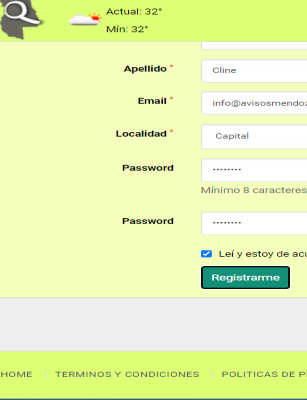 Actual: 32°
Mín: 32°
Apellido *
Cline
Email *
info@avisosmendoz
Localidad *
Capital
Password
········
Mínimo 8 caracteres
Password
········
Leí y estoy de acu
Registrarme
HOME
TERMINOS Y CONDICIONES
POLITICAS DE P